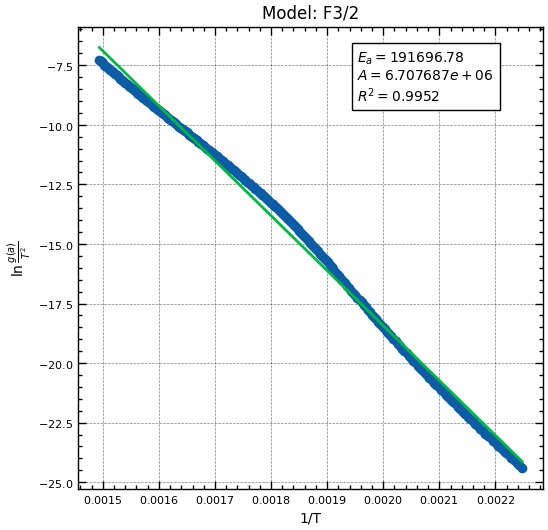 Model: F3/2
E_a = 191696.78
A = 6.707687e + 06
R^2 = 0.9952
−7.5
−10.0
−12.5
−15.0
−17.5
−20.0
−22.5
−25.0
ln g(a)/T^2
0.0015 0.0016 0.0017 0.0018 0.0019 0.0020 0.0021 0.0022
1/T